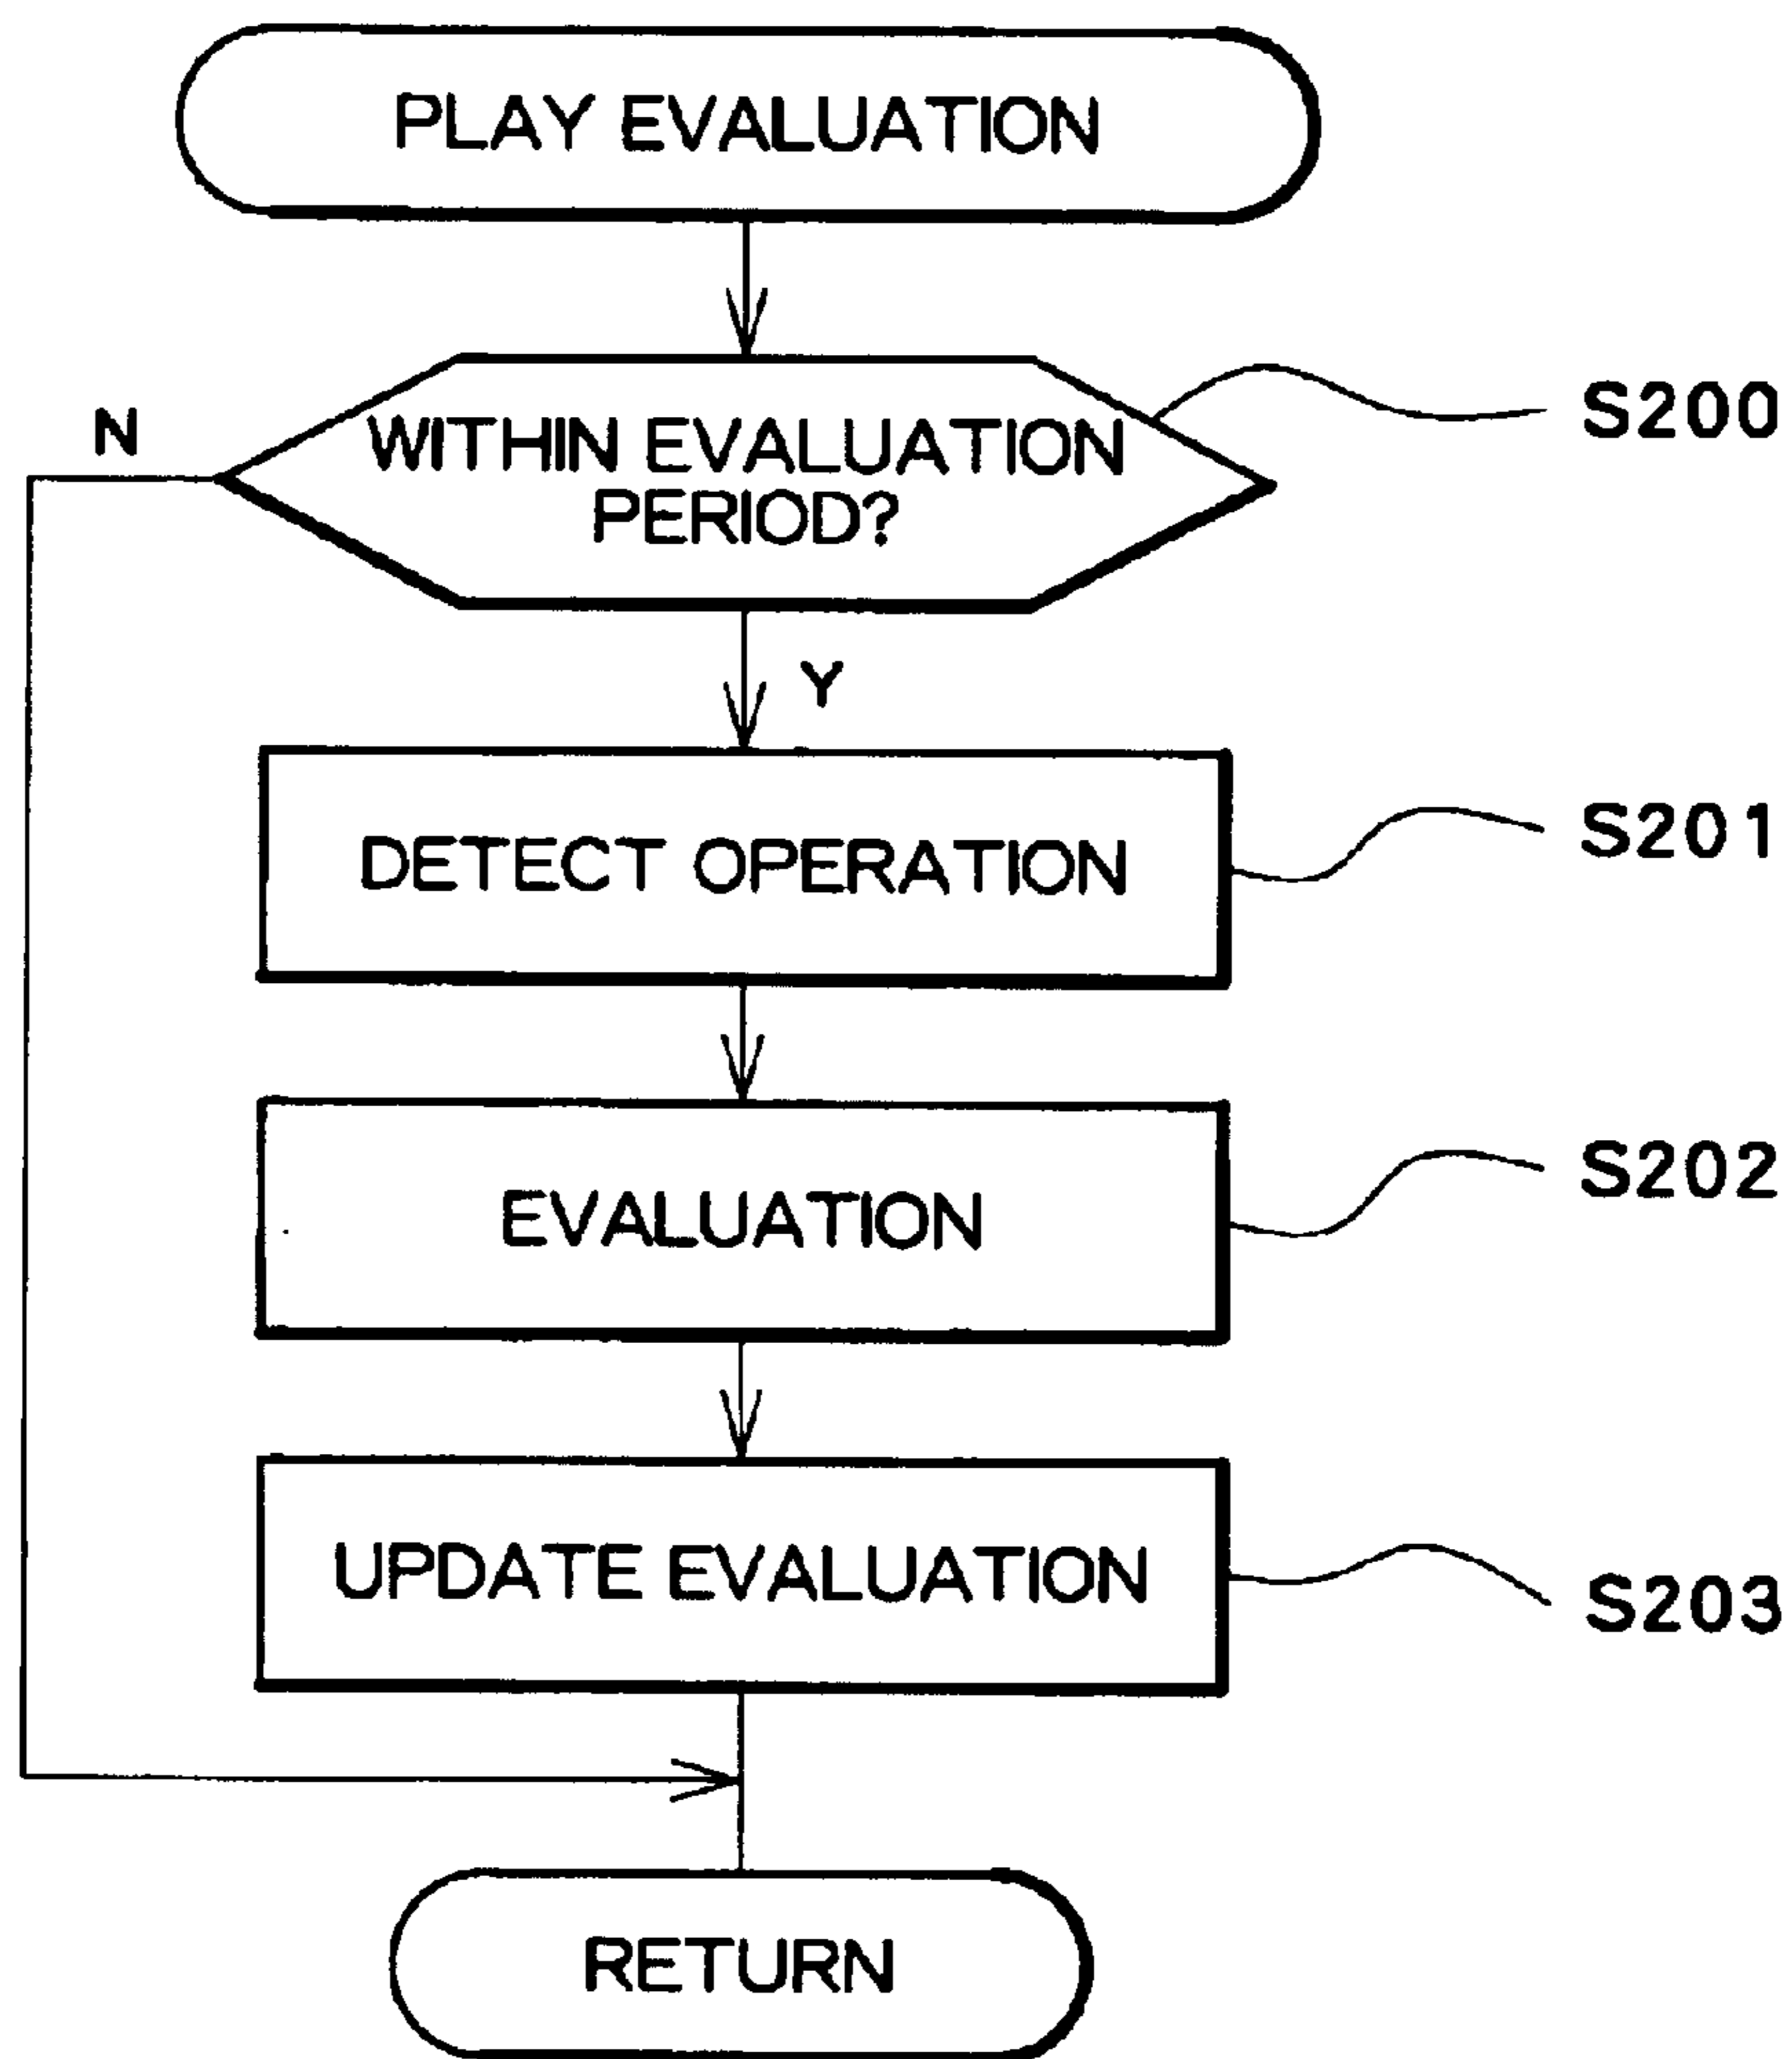 PLAY EVALUATION
N
WITHIN EVALUATION
PERIOD?
S200
Y
DETECT OPERATION
S201
EVALUATION
S202
UPDATE EVALUATION
S203
RETURN